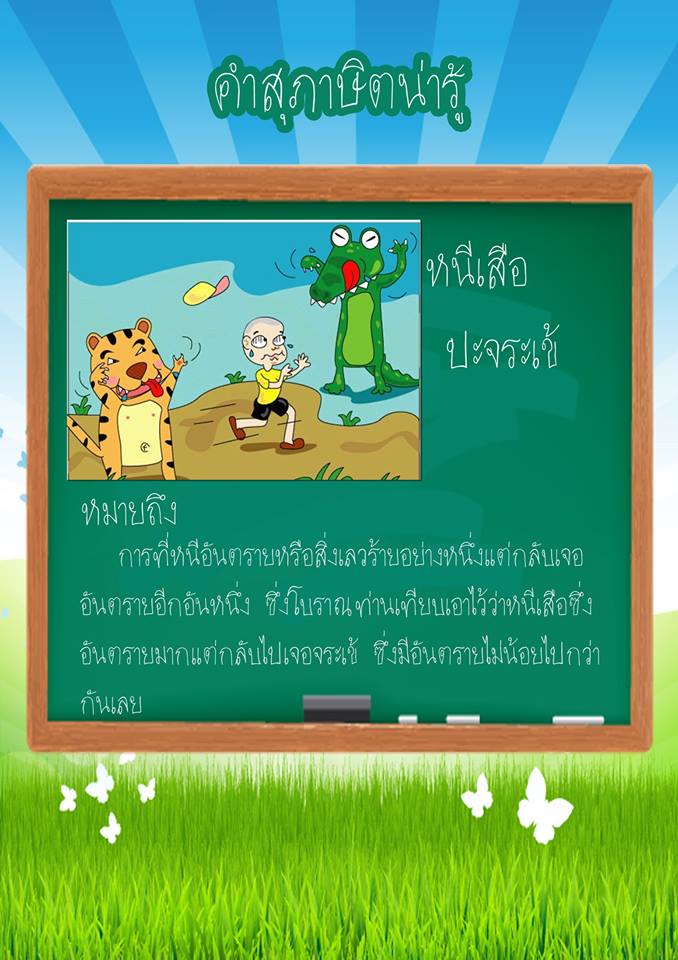 คำสุภาษิตน่ารู้
หนีเสือ
ปะจระเข้
หมายถึง
การที่หนีอันตรายหรือสิ่งเลวร้ายอย่างหนึ่งแต่กลับเจอ
อันตรายอีกอันหนึ่ง ซึ่งโบราณท่านเทียบเอาไว้ว่าหนีเสือซึ่ง
อันตรายมากแต่กลับไปเจอจระเข้ ซึ่งมีอันตรายไม่น้อยไปกว่า
กันเลย